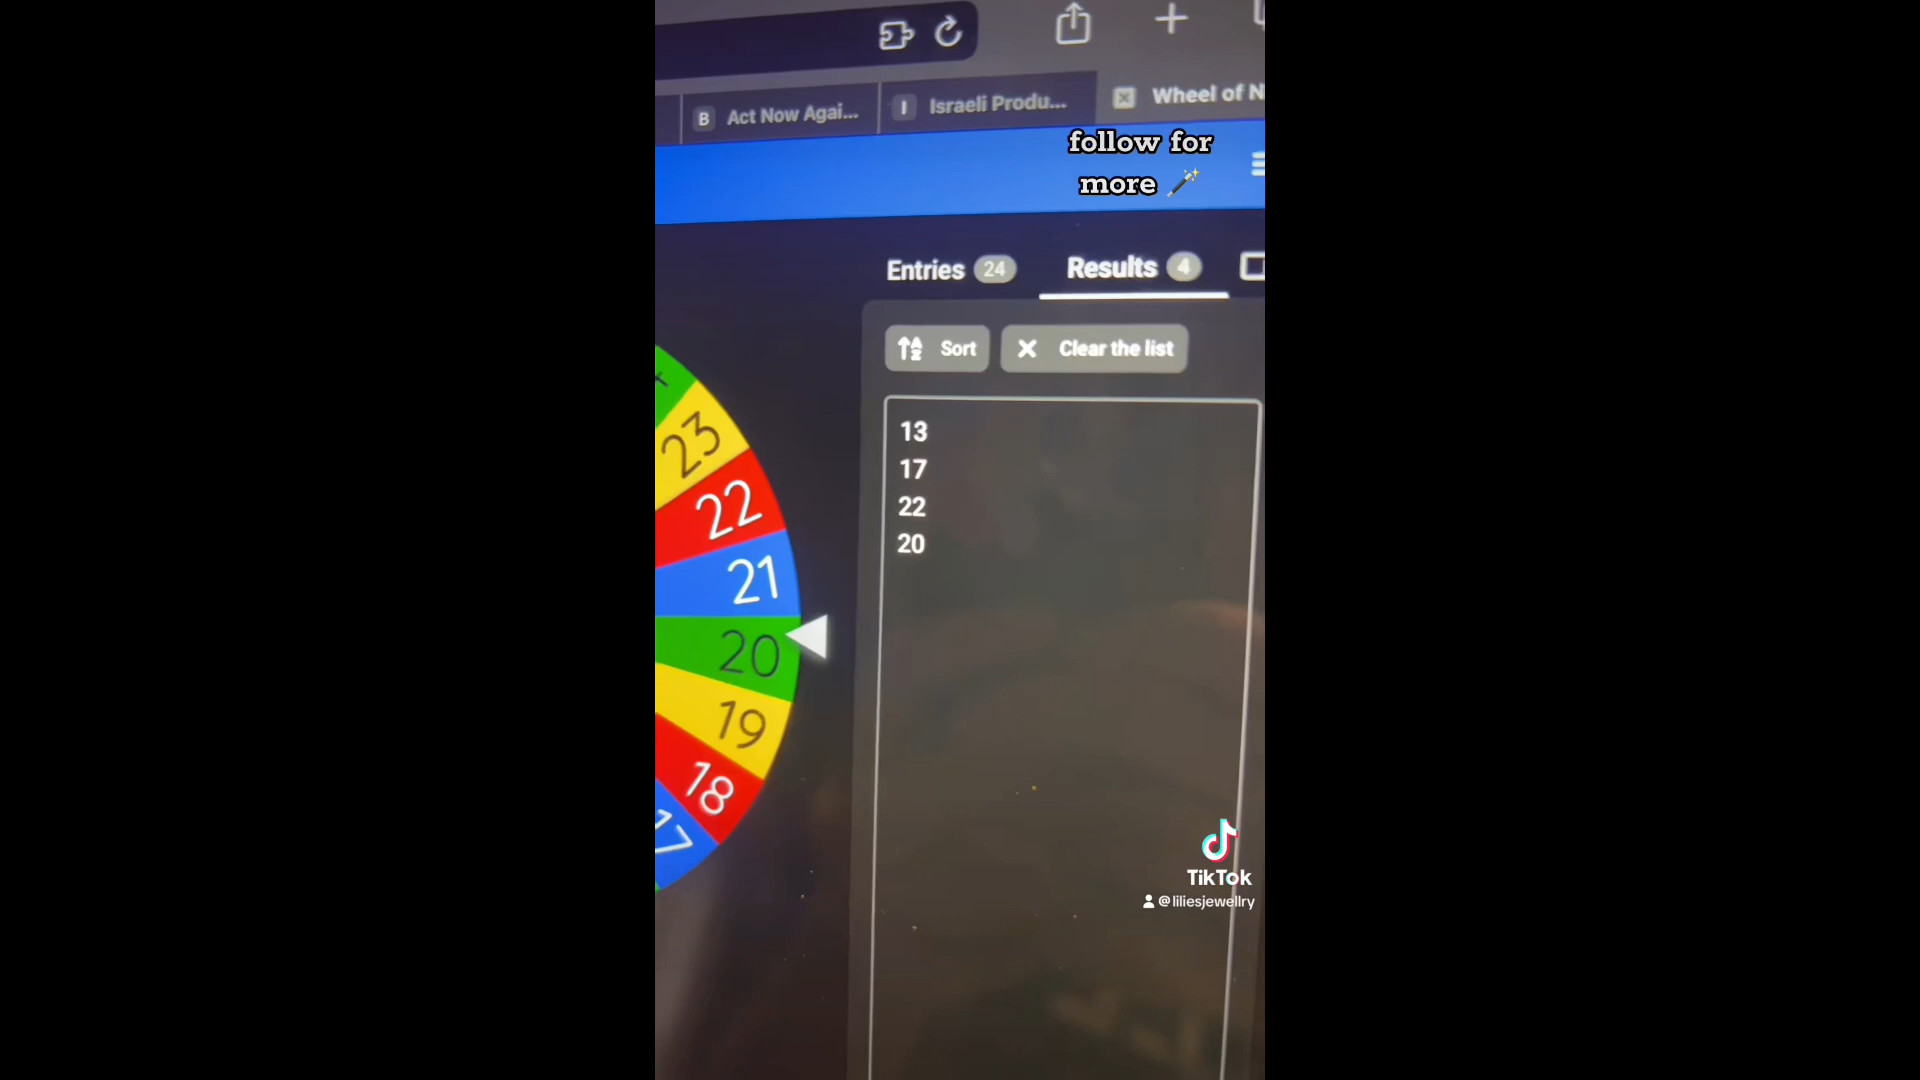 B Act Now Agai...
I Israeli Produ...
Wheel of N
follow for
more
Entries 24
Results 4
Sort
Clear the list
13
17
22
20
23
22
21
20
19
18
17
TikTok
@liliesjewellry